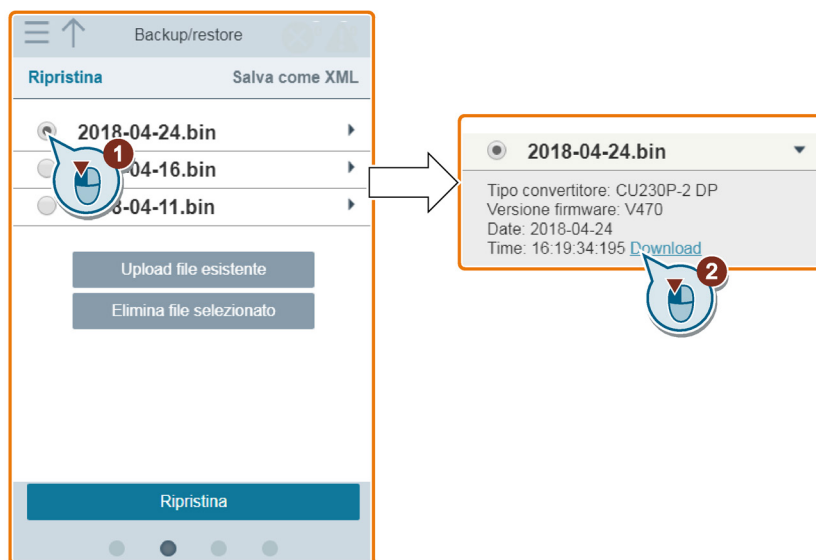 Backup/restore
Ripristina
Salva come XML
2018-04-24.bin
1
-04-16.bin
-04-11.bin
Upload file esistente
Elimina file selezionato
Ripristina
2018-04-24.bin
Tipo convertitore: CU230P-2 DP
Versione firmware: V470
Date: 2018-04-24
Time: 16:19:34:195 Download
2